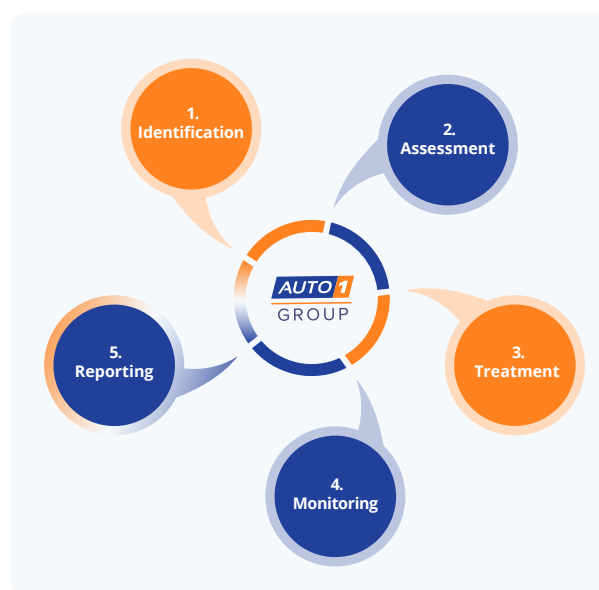 1.
Identification
2.
Assessment
AUTO1
GROUP
3.
Treatment
5.
Reporting
4.
Monitoring